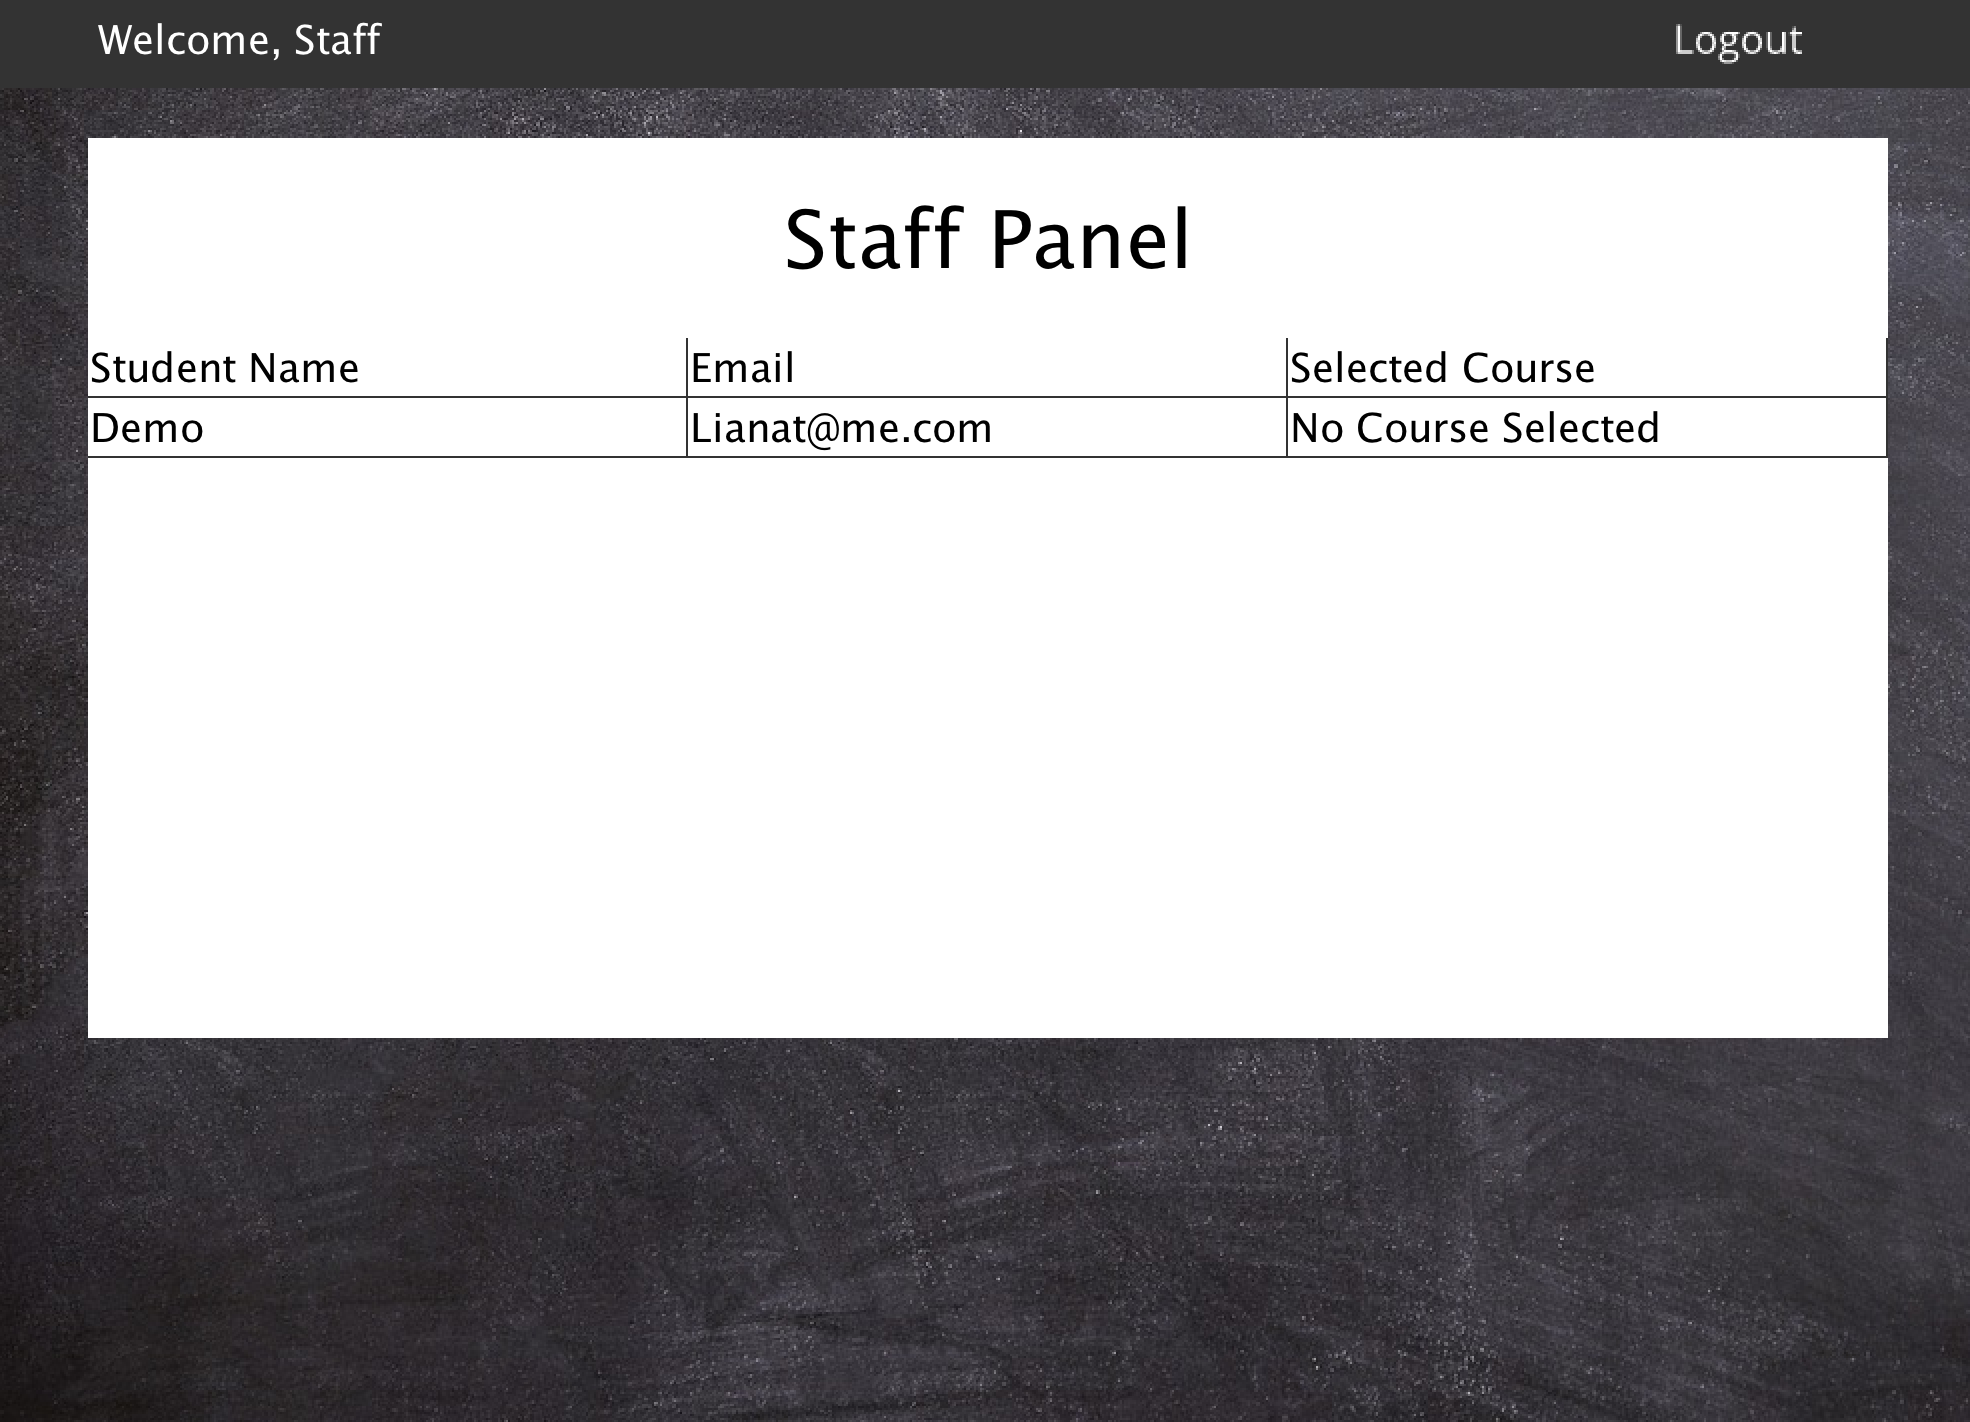 Welcome, Staff
Logout
Staff Panel
Student Name Email Selected Course
Demo Lianat@me.com No Course Selected